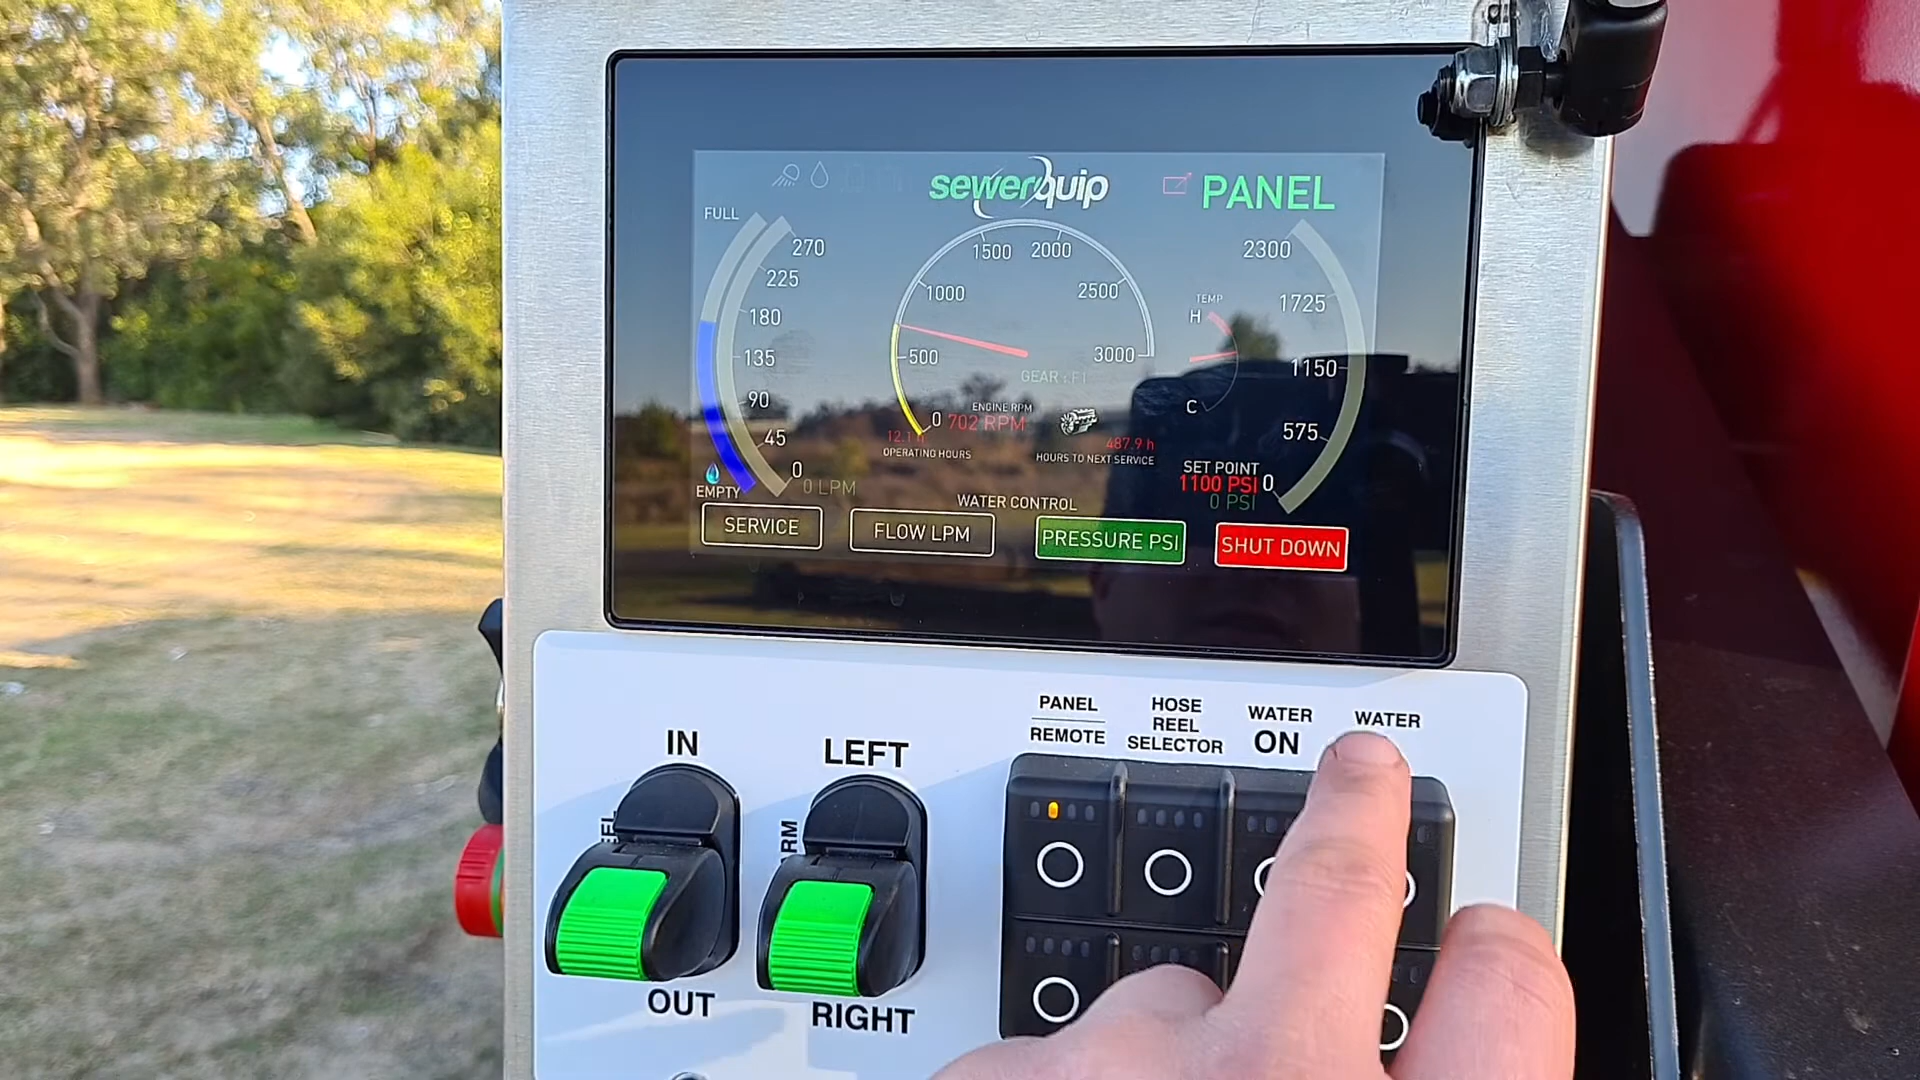 sewerquip
PANEL
FULL
270
225
180
135
90
45
0
0 LPM
EMPTY
1500
2000
1000
2500
500
3000
0
GEAR :
ENGINE RPM
702 RPM
OPERATING HOURS
487.9 h
HOURS TO NEXT SERVICE
TEMP
H
C
2300
1725
1150
575
0
SET POINT
1100 PSI
0 PSI
WATER CONTROL
SERVICE
FLOW LPM
PRESSURE PSI
SHUT DOWN
IN
OUT
LEFT
RIGHT
PANEL
REMOTE
HOSE
REEL
SELECTOR
WATER
ON
WATER